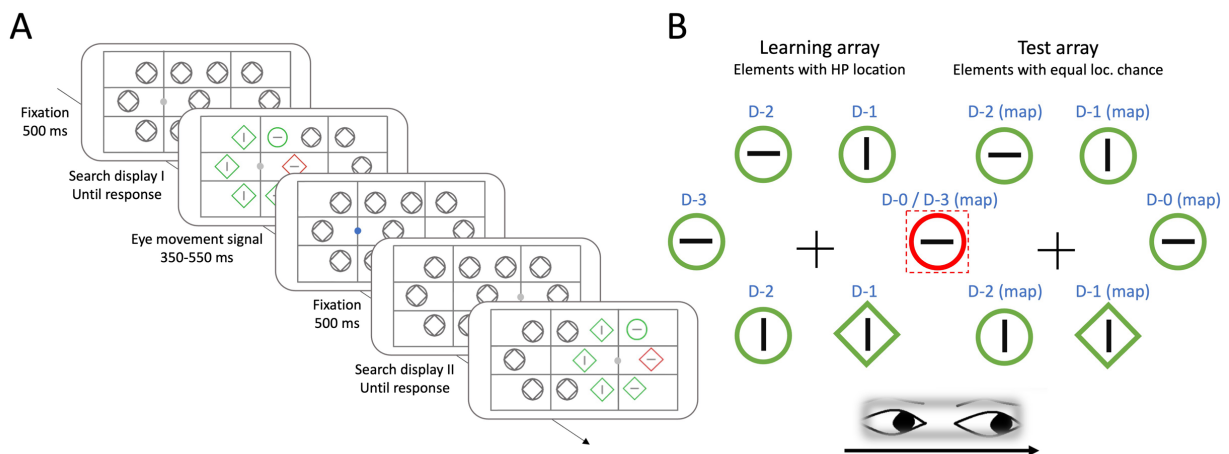 A
Fixation
500 ms
Search display I
Until response
Eye movement signal
350-550 ms
Fixation
500 ms
Search display II
Until response
B
Learning array
Elements with HP location
Test array
Elements with equal loc. chance
D-2
D-1
D-2 (map)
D-1 (map)
D-3
D-0 / D-3 (map)
D-0 (map)
D-2
D-1
D-2 (map)
D-1 (map)